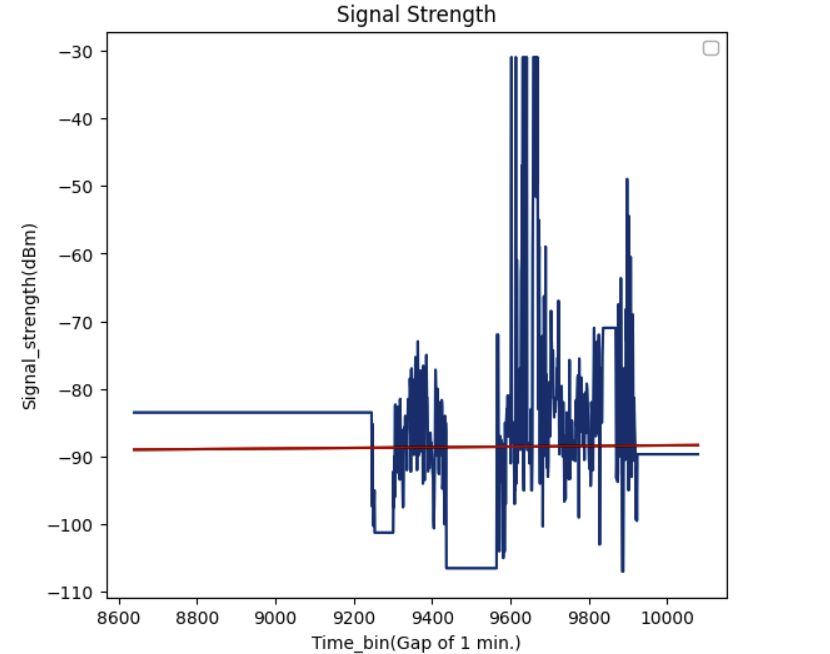 Signal Strength
−30
−40
−50
−60
−70
−80
−90
−100
−110
Signal_strength(dBm)
8600 8800 9000 9200 9400 9600 9800 10000
Time_bin(Gap of 1 min.)